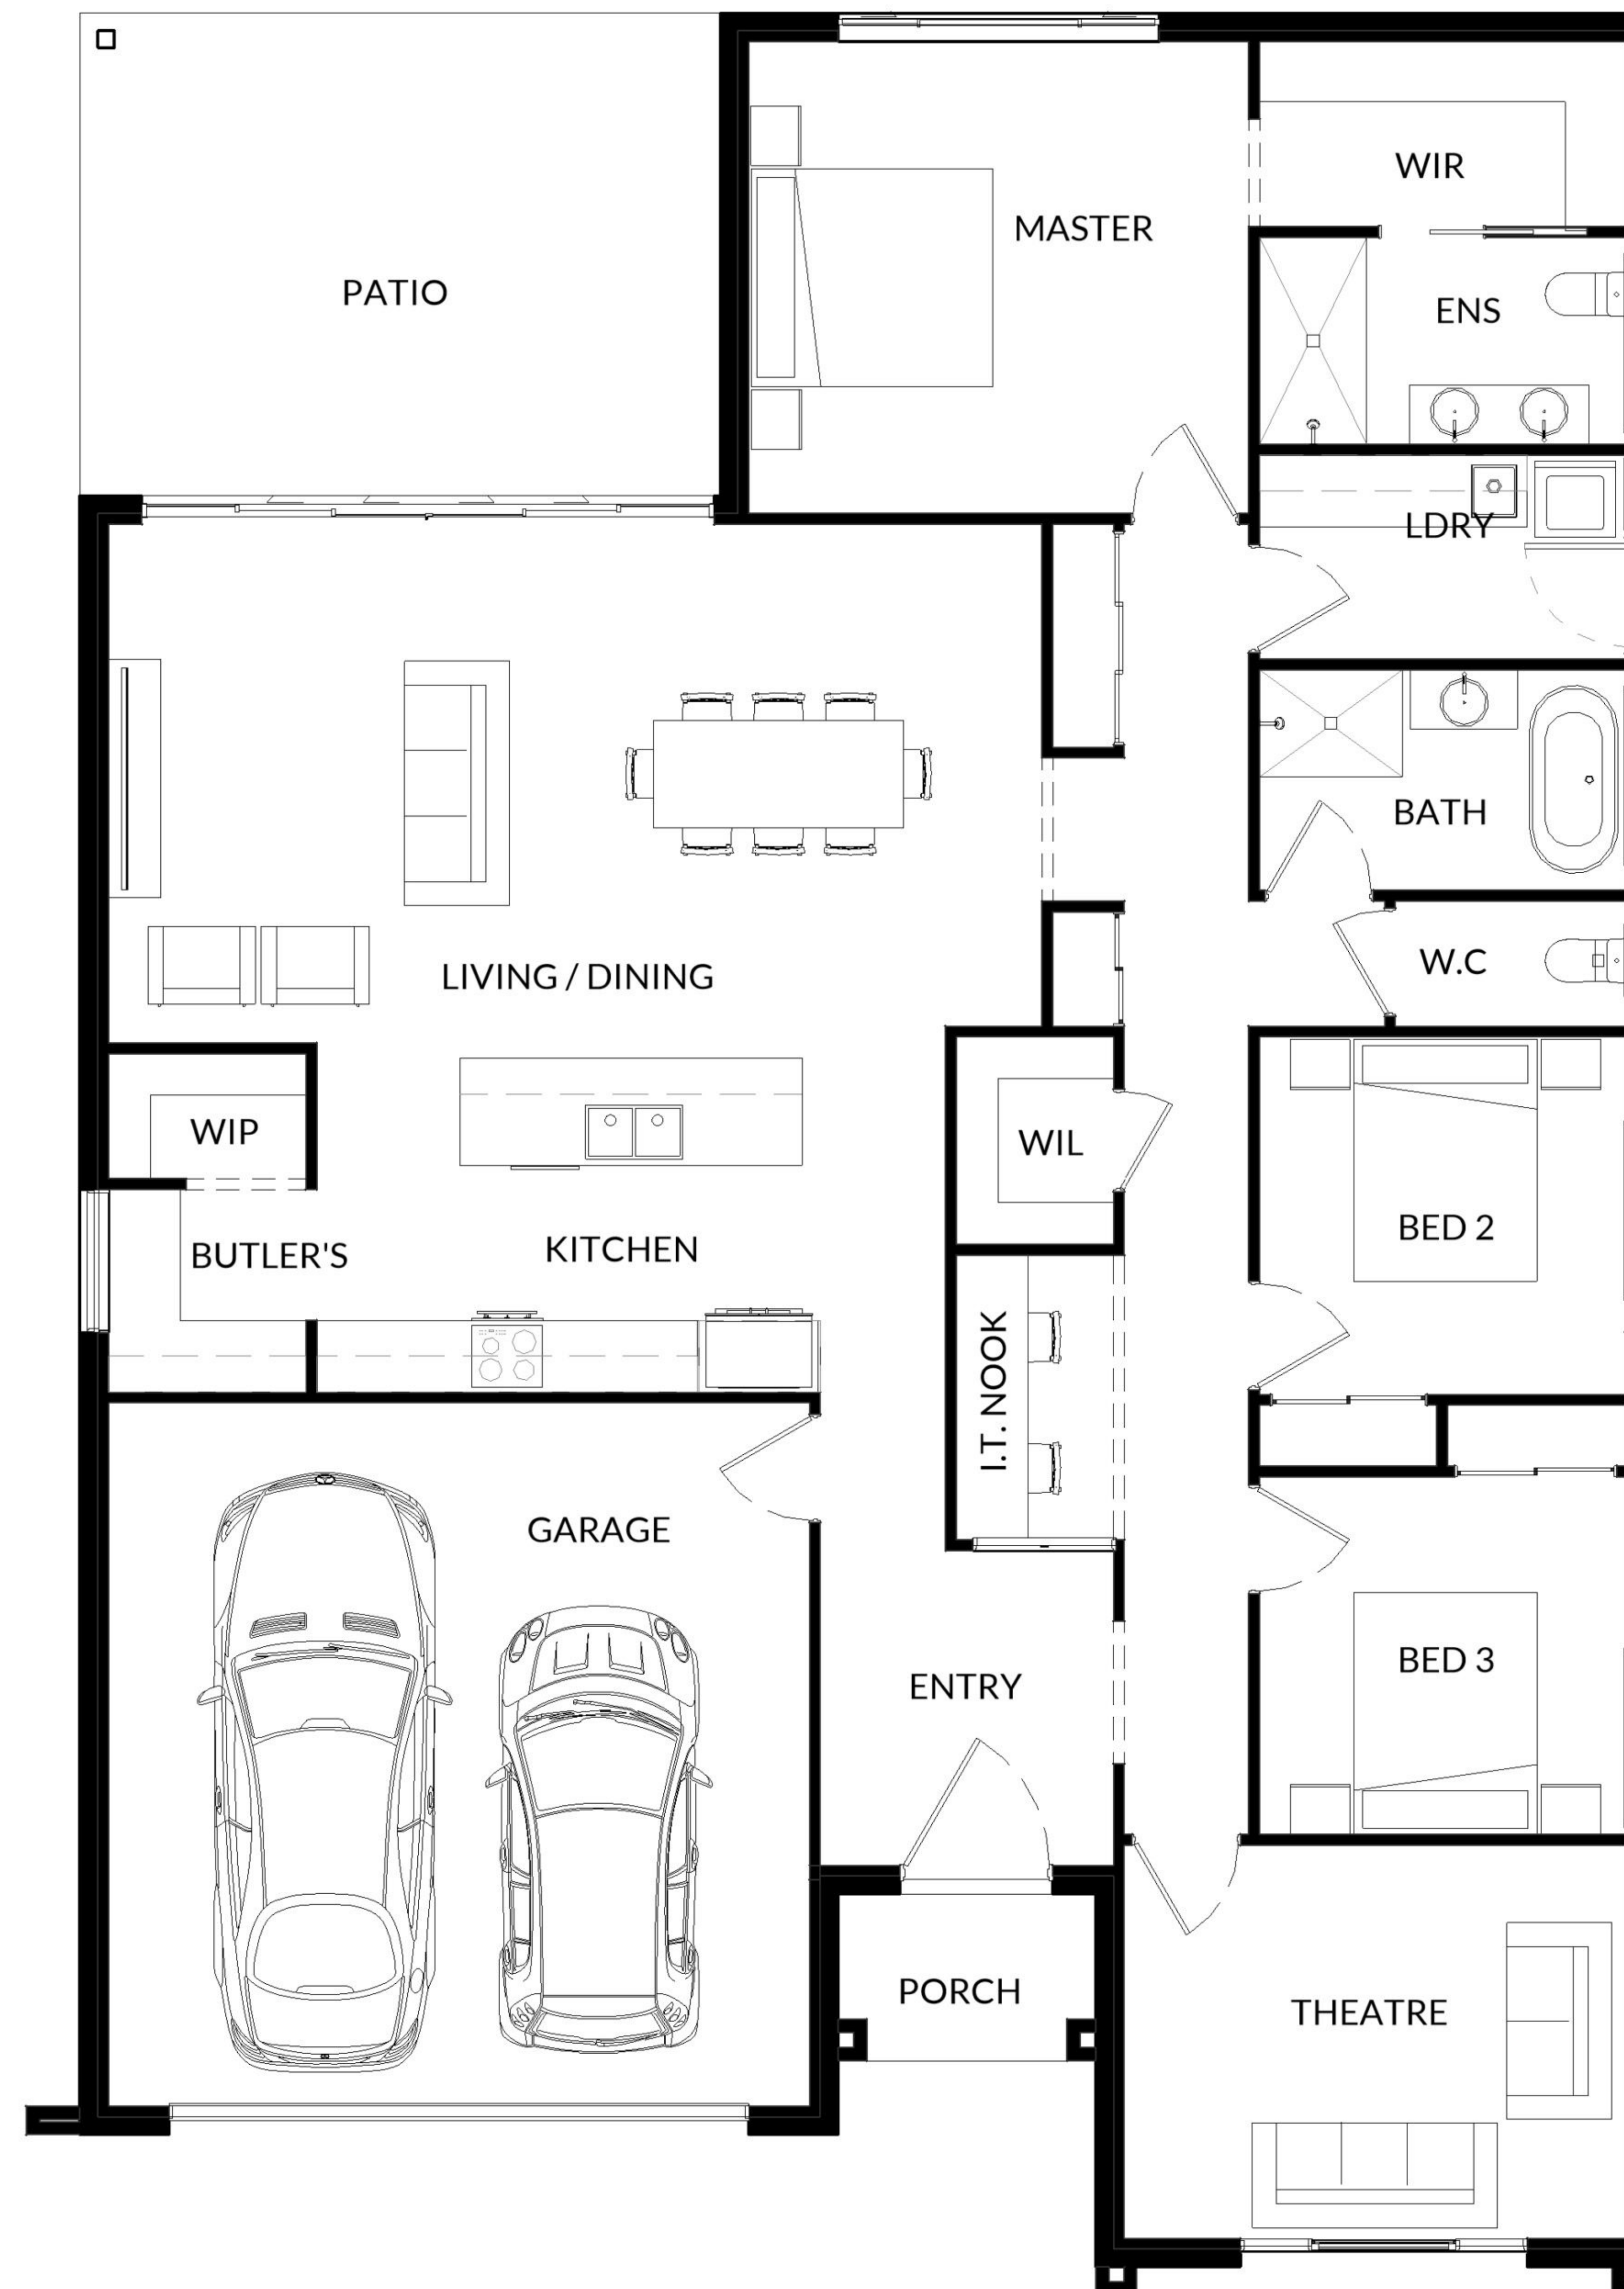 WIR
MASTER
PATIO
ENS
LDRY
BATH
W.C
LIVING / DINING
WIP
WIL
BED 2
BUTLER'S
KITCHEN
I.T. NOOK
GARAGE
BED 3
ENTRY
PORCH
THEATRE